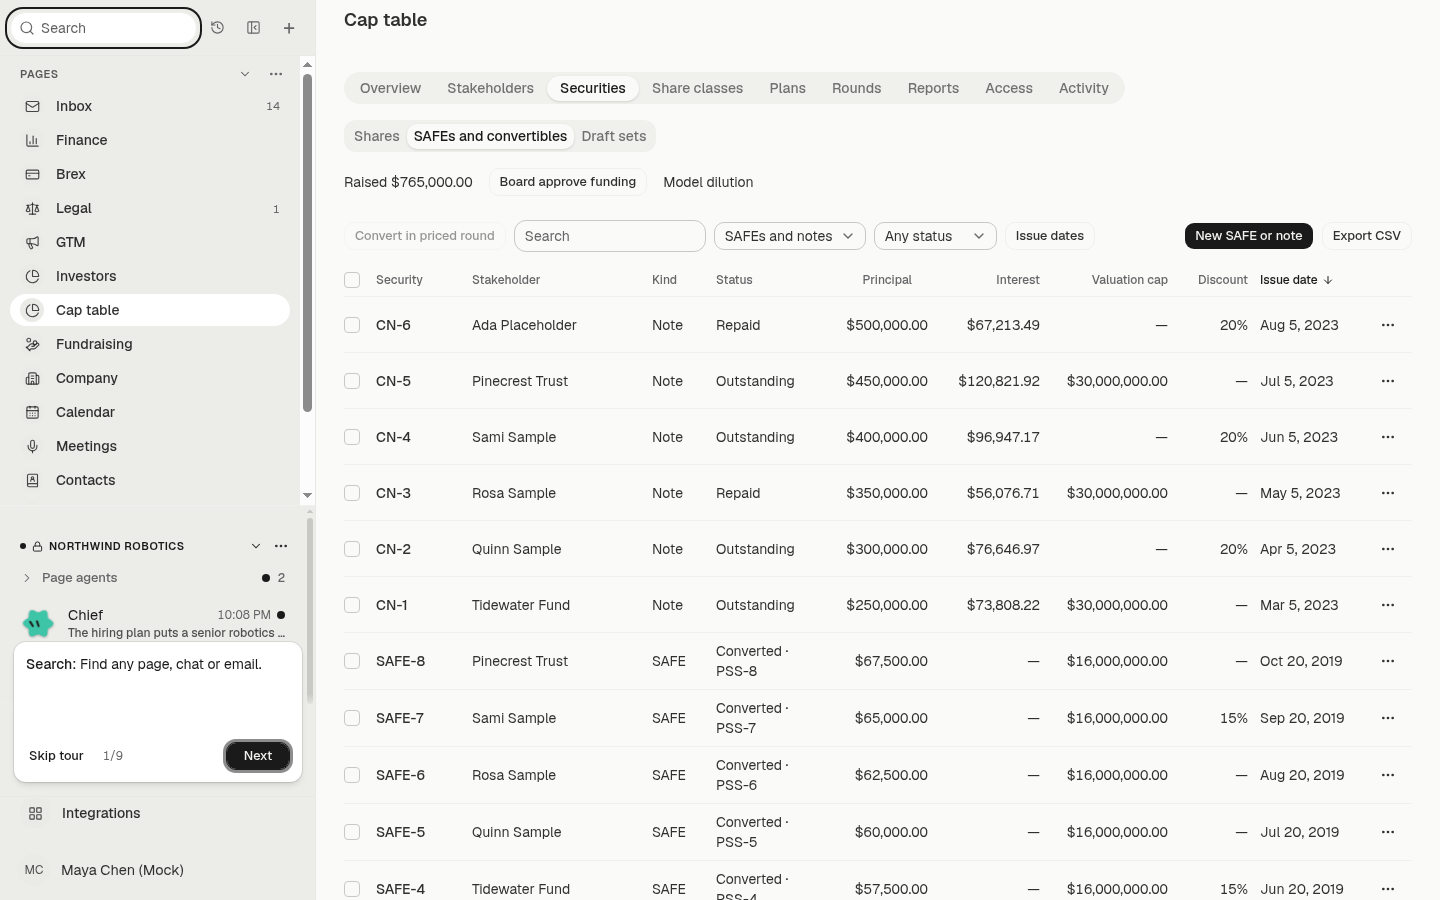 Search
PAGES
Inbox 14
Finance
Brex
Legal 1
GTM
Investors
Cap table
Fundraising
Company
Calendar
Meetings
Contacts
NORTHWIND ROBOTICS
Page agents 2
Chief 10:08 PM
The hiring plan puts a senior robotics ...
Search: Find any page, chat or email.
Skip tour 1/9 Next
Integrations
MC Maya Chen (Mock)
Cap table
Overview Stakeholders Securities Share classes Plans Rounds Reports Access Activity
Shares SAFEs and convertibles Draft sets
Raised $765,000.00 Board approve funding Model dilution
Convert in priced round Search SAFEs and notes Any status Issue dates New SAFE or note Export CSV
Security Stakeholder Kind Status Principal Interest Valuation cap Discount Issue date ↓
CN-6 Ada Placeholder Note Repaid $500,000.00 $67,213.49 — 20% Aug 5, 2023
CN-5 Pinecrest Trust Note Outstanding $450,000.00 $120,821.92 $30,000,000.00 — Jul 5, 2023
CN-4 Sami Sample Note Outstanding $400,000.00 $96,947.17 — 20% Jun 5, 2023
CN-3 Rosa Sample Note Repaid $350,000.00 $56,076.71 $30,000,000.00 — May 5, 2023
CN-2 Quinn Sample Note Outstanding $300,000.00 $76,646.97 — 20% Apr 5, 2023
CN-1 Tidewater Fund Note Outstanding $250,000.00 $73,808.22 $30,000,000.00 — Mar 5, 2023
SAFE-8 Pinecrest Trust SAFE Converted · PSS-8 $67,500.00 — $16,000,000.00 — Oct 20, 2019
SAFE-7 Sami Sample SAFE Converted · PSS-7 $65,000.00 — $16,000,000.00 15% Sep 20, 2019
SAFE-6 Rosa Sample SAFE Converted · PSS-6 $62,500.00 — $16,000,000.00 — Aug 20, 2019
SAFE-5 Quinn Sample SAFE Converted · PSS-5 $60,000.00 — $16,000,000.00 — Jul 20, 2019
SAFE-4 Tidewater Fund SAFE Converted · PSS-4 $57,500.00 — $16,000,000.00 15% Jun 20, 2019